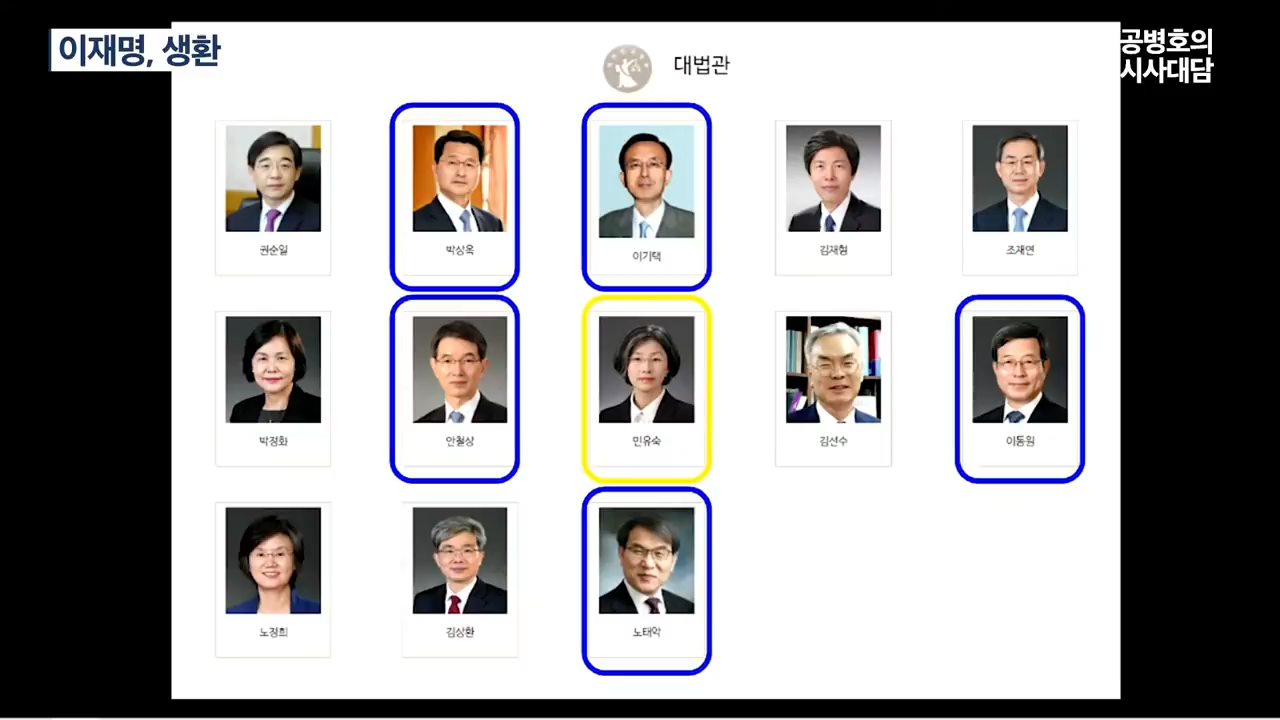 이재명, 생환
공병호의
시사대담
대법관
권순일
박상옥
이기택
김재형
조재연
박정화
안철상
민유숙
김선수
이동원
노정희
김상환
노태악